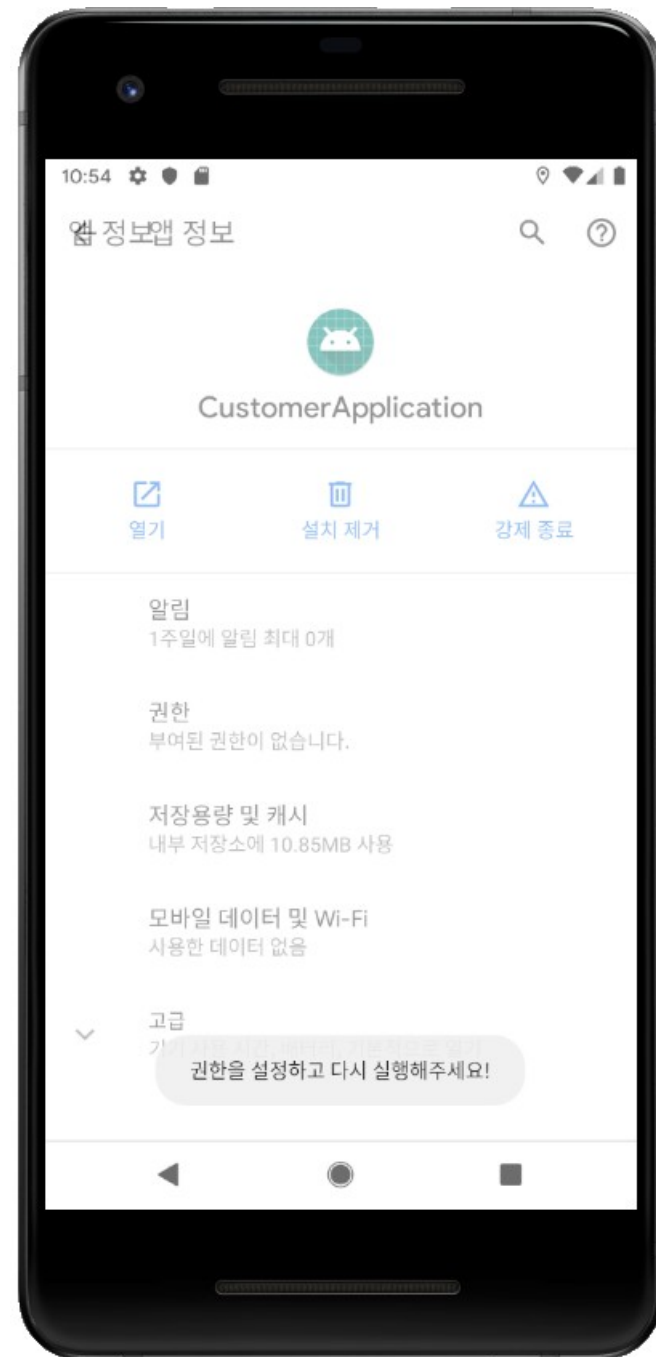 10:54
앱 정보 앱 정보
CustomerApplication
열기 설치 제거 강제 종료
알림
1주일에 알림 최대 0개
권한
부여된 권한이 없습니다.
저장용량 및 캐시
내부 저장소에 10.85MB 사용
모바일 데이터 및 Wi-Fi
사용한 데이터 없음
고급
권한을 설정하고 다시 실행해주세요!